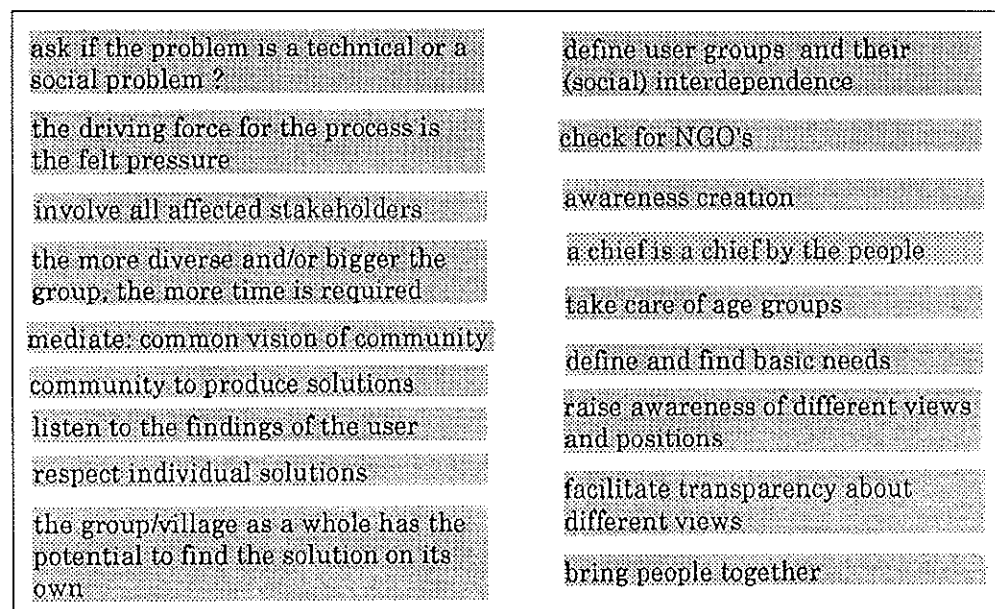 ask if the problem is a technical or a
social problem ?
the driving force for the process is
the felt pressure
involve all affected stakeholders
the more diverse and/or bigger the
group, the more time is required
mediate: common vision of community
community to produce solutions
listen to the findings of the user
respect individual solutions
the group/village as a whole has the
potential to find the solution on its
own
define user groups and their
(social) interdependence
check for NGO's
awareness creation
a chief is a chief by the people
take care of age groups
define and find basic needs
raise awareness of different views
and positions
facilitate transparency about
different views
bring people together